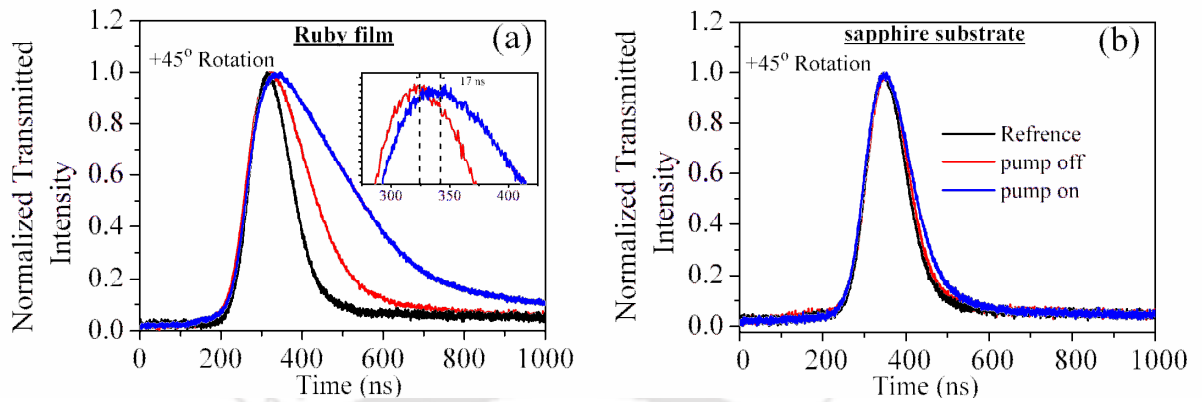 Ruby film
(a)
+45° Rotation
17 ns
300
350
400
Normalized Transmitted
Intensity
1.2
1.0
0.8
0.6
0.4
0.2
0.0
0
200
400
600
800
1000
Time (ns)
sapphire substrate
(b)
+45° Rotation
Refrence
pump off
pump on
Normalized Transmitted
Intensity
1.2
1.0
0.8
0.6
0.4
0.2
0.0
0
200
400
600
800
1000
Time (ns)